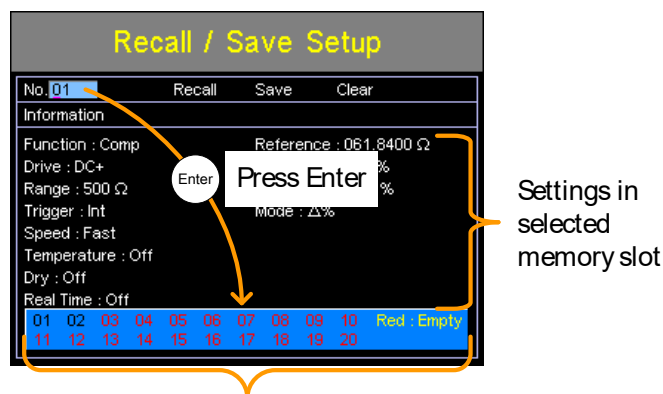 Recall / Save Setup
No.01 Recall Save Clear
Information
Function : Comp Reference : 061.8400 Ω
Drive : DC+ %
Range : 500 Ω %
Trigger : Int Mode : Δ%
Speed : Fast
Temperature : Off
Dry : Off
Real Time : Off
Enter
Press Enter
01 02 03 04 05 06 07 08 09 10 Red : Empty
11 12 13 14 15 16 17 18 19 20
Settings in
selected
memory slot